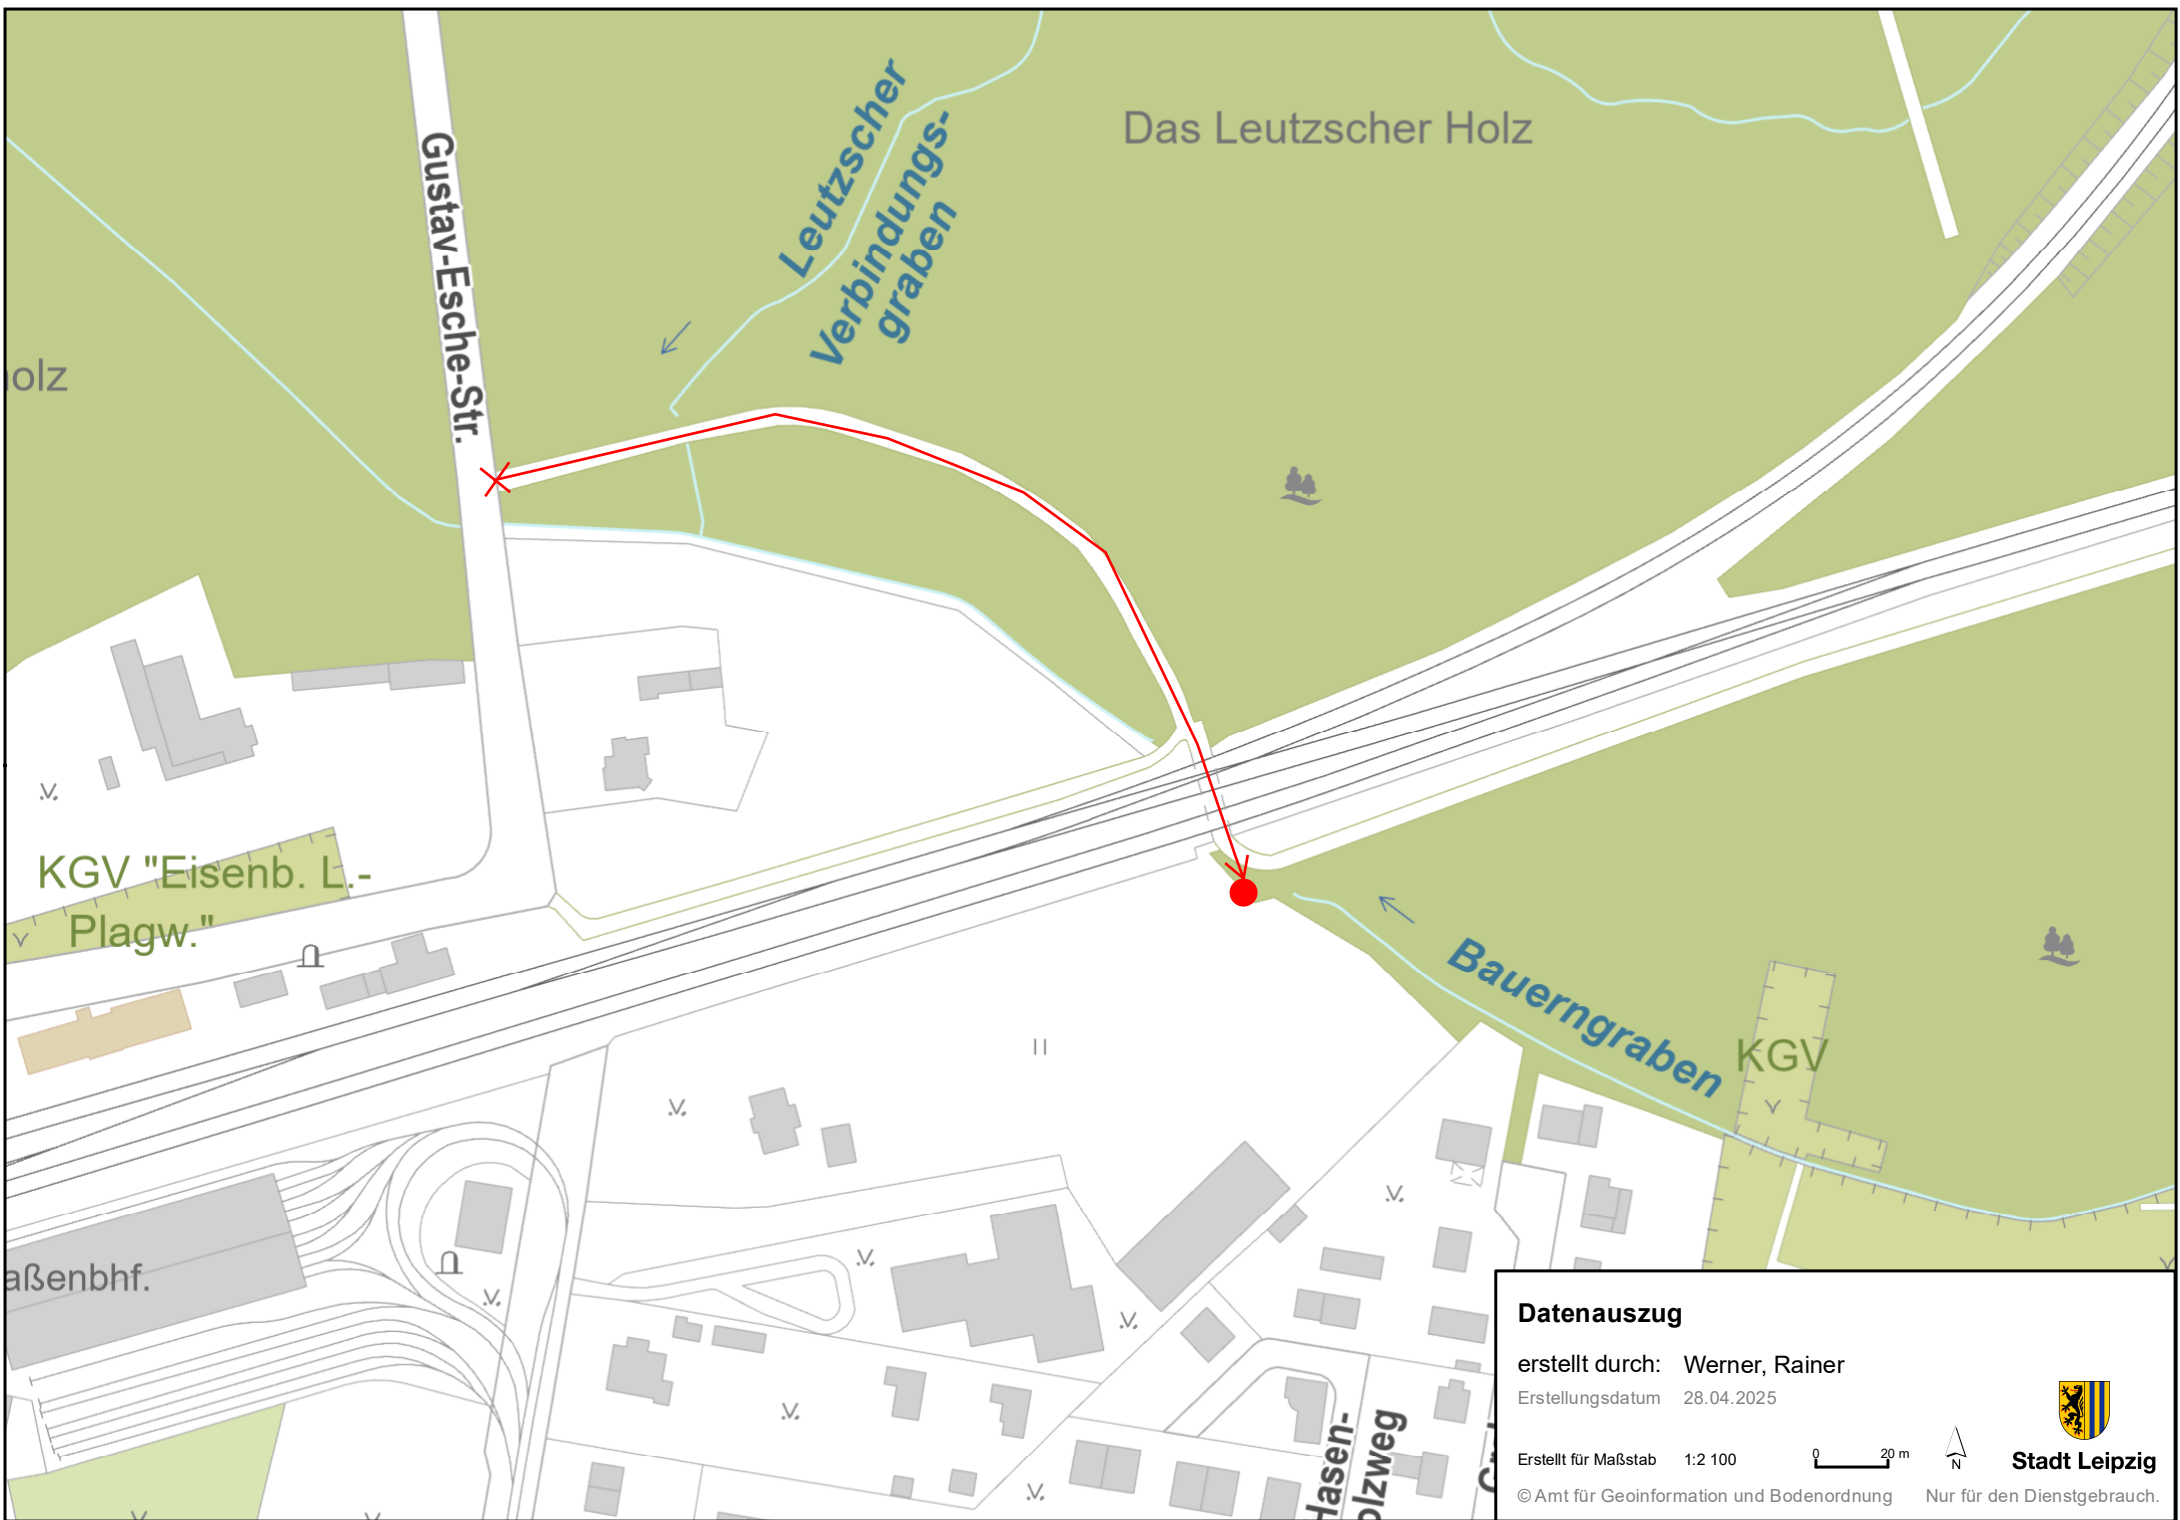 Gustav-Esche-Str.
Leutzscher
Verbindungs-
graben
Das Leutzscher Holz
olz
KGV "Eisenb. L.-
Plagw."
Bauerngraben
KGV
aßenbhf.
Hasen-
olzweg
Datenauszug
erstellt durch: Werner, Rainer
Erstellungsdatum 28.04.2025
Erstellt für Maßstab 1:2 100
0 20 m
N
Stadt Leipzig
© Amt für Geoinformation und Bodenordnung Nur für den Dienstgebrauch.